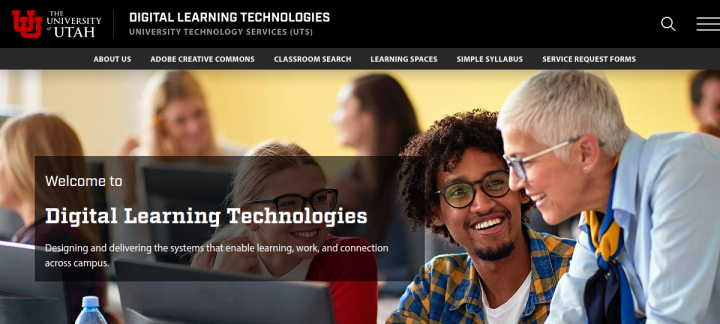 THE
UNIVERSITY
OF UTAH
DIGITAL LEARNING TECHNOLOGIES
UNIVERSITY TECHNOLOGY SERVICES (UTS)
ABOUT US ADOBE CREATIVE COMMONS CLASSROOM SEARCH LEARNING SPACES SIMPLE SYLLABUS SERVICE REQUEST FORMS
Welcome to
Digital Learning Technologies
Designing and delivering the systems that enable learning, work, and connection
across campus.